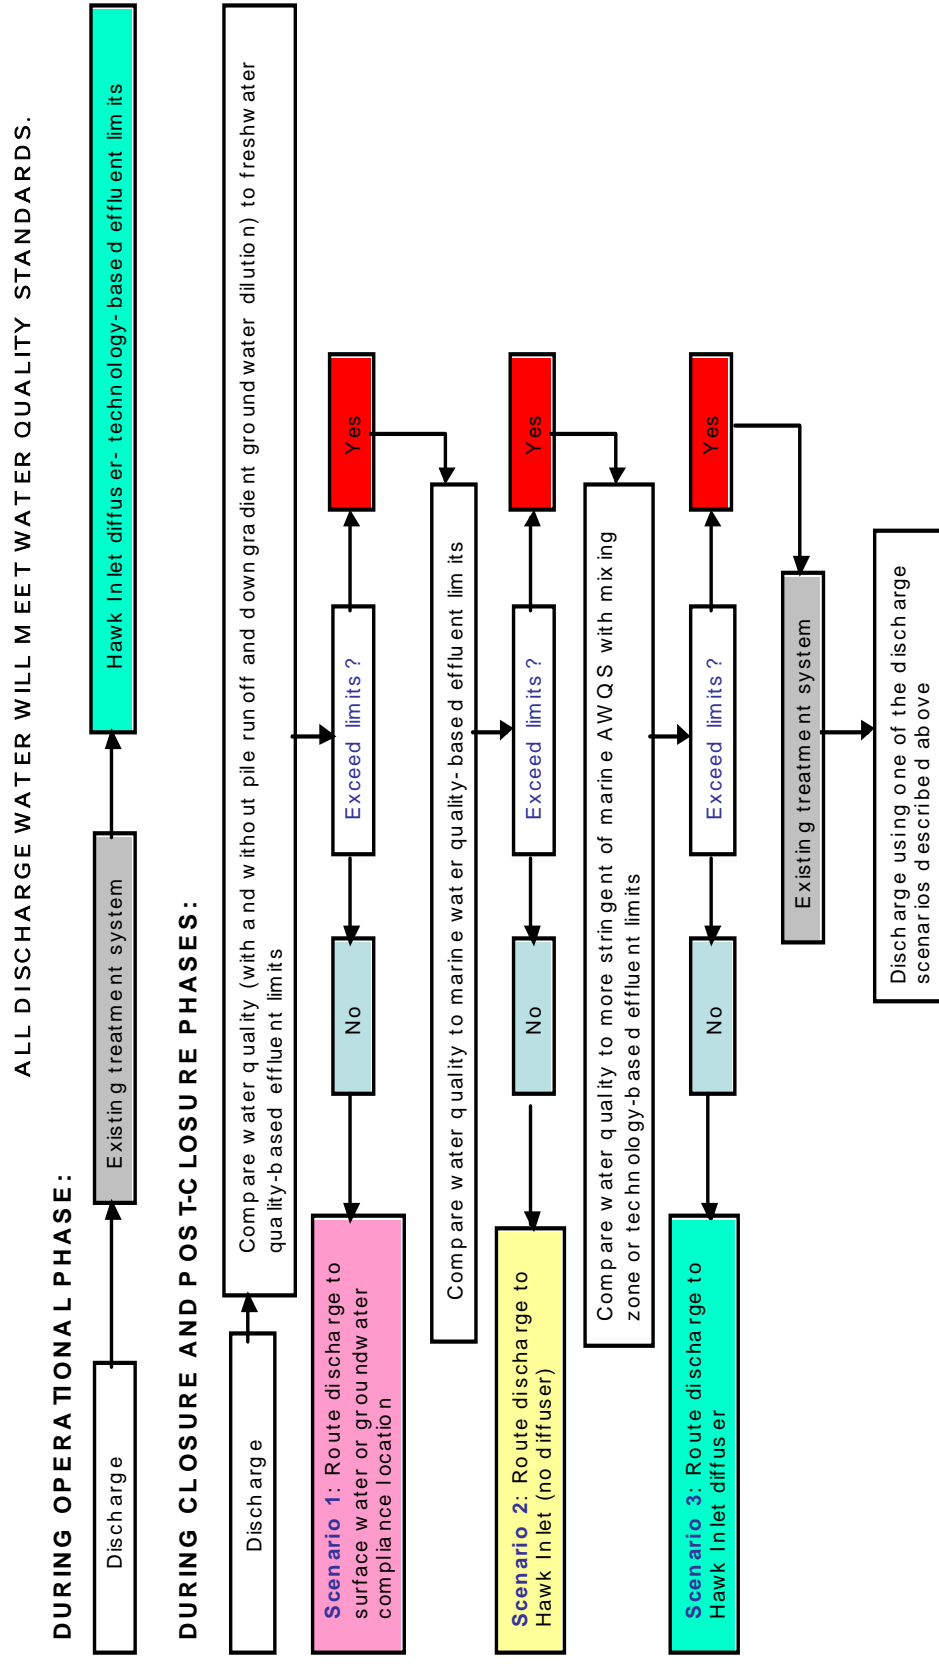 ALL DISCHARGE WATER WILL MEET WATER QUALITY STANDARDS.
DURING OPERATIONAL PHASE:
Discharge
Existing treatment system
Hawk Inlet diffuser- technology-based effluent limits
DURING CLOSURE AND POST-CLOSURE PHASES:
Discharge
Compare water quality (with and without pile runoff and downgradient groundwater dilution) to freshwater
quality-based effluent limits
Scenario 1: Route discharge to
surface water or groundwater
compliance location
No
Exceed limits?
Yes
Compare water quality to marine water quality-based effluent limits
Scenario 2: Route discharge to
Hawk Inlet (no diffuser)
No
Exceed limits?
Yes
Compare water quality to more stringent of marine AWQS with mixing
zone or technology-based effluent limits
Scenario 3: Route discharge to
Hawk Inlet diffuser
No
Exceed limits?
Yes
Existing treatment system
Discharge using one of the discharge
scenarios described above